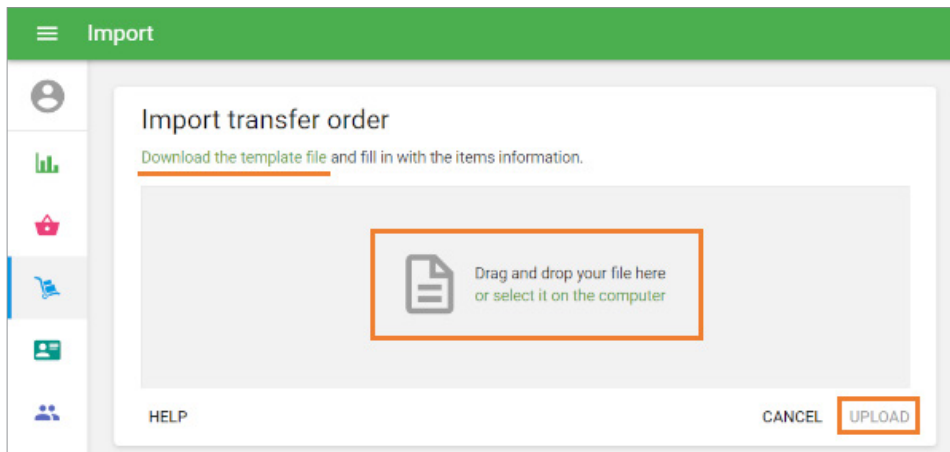 Import
Import transfer order
Download the template file and fill in with the items information.
Drag and drop your file here
or select it on the computer
HELP CANCEL UPLOAD